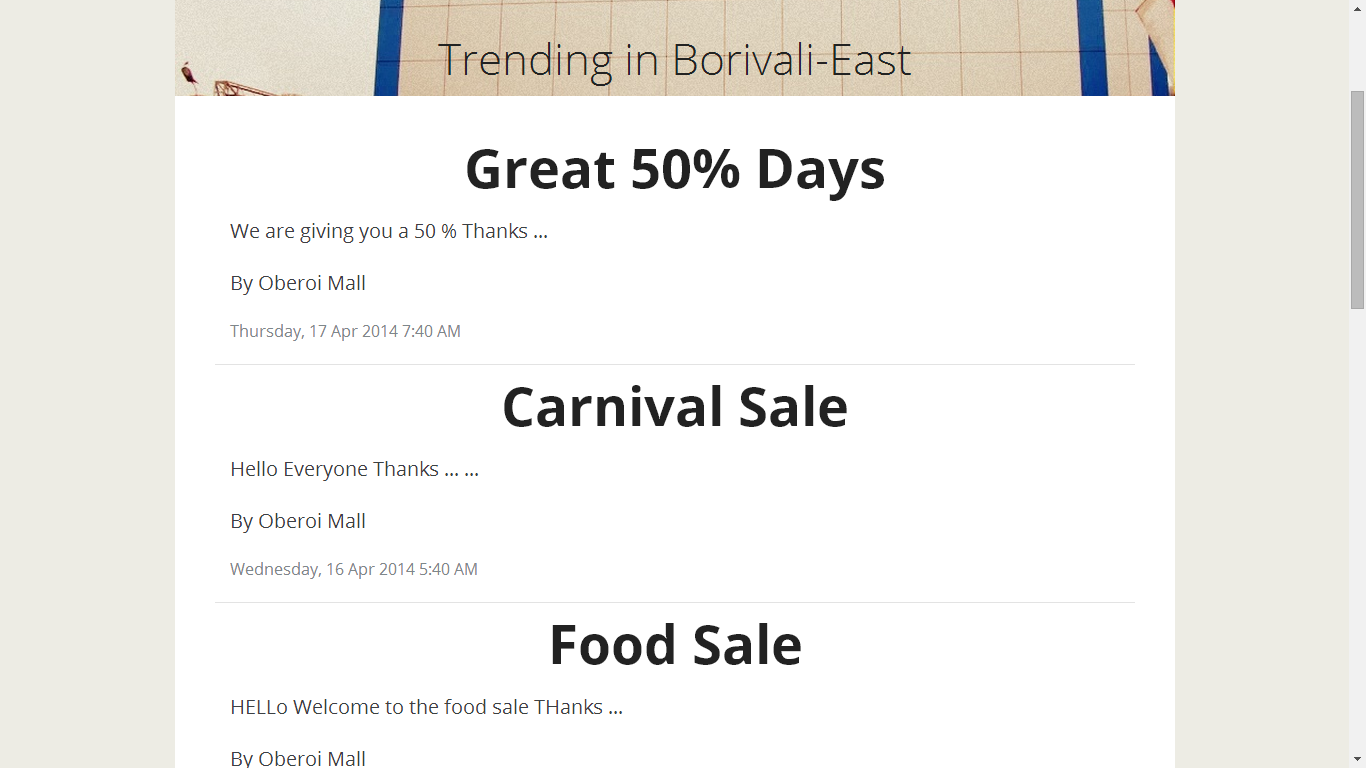 Trending in Borivali-East
Great 50% Days
We are giving you a 50 % Thanks ...
By Oberoi Mall
Thursday, 17 Apr 2014 7:40 AM
Carnival Sale
Hello Everyone Thanks ... ...
By Oberoi Mall
Wednesday, 16 Apr 2014 5:40 AM
Food Sale
HELLo Welcome to the food sale THanks ...
By Oberoi Mall